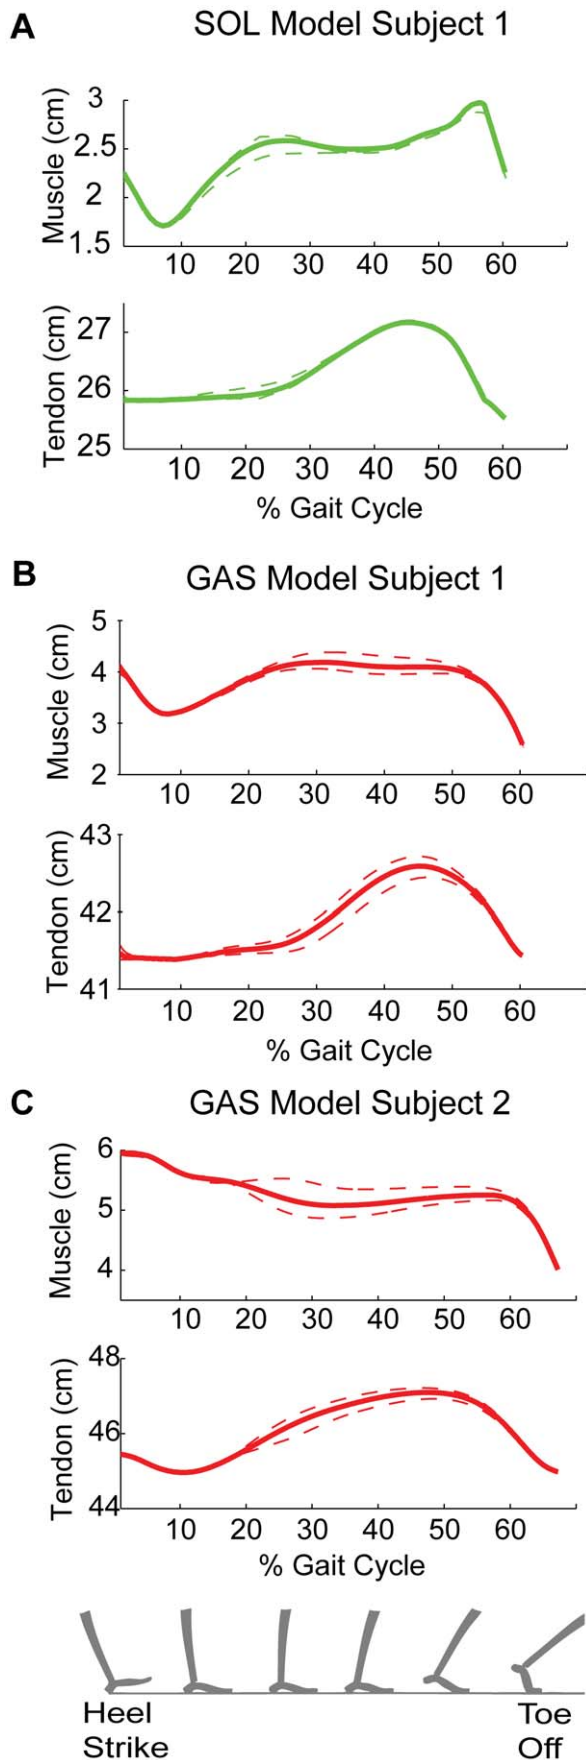 A
SOL Model Subject 1
Muscle (cm)
3
2.5
2
1.5
10 20 30 40 50 60
Tendon (cm)
27
26
25
10 20 30 40 50 60
% Gait Cycle
B
GAS Model Subject 1
Muscle (cm)
5
4
3
2
10 20 30 40 50 60
Tendon (cm)
43
42
41
10 20 30 40 50 60
% Gait Cycle
C
GAS Model Subject 2
Muscle (cm)
6
5
4
10 20 30 40 50 60
Tendon (cm)
48
46
44
10 20 30 40 50 60
% Gait Cycle
Heel Toe
Strike Off